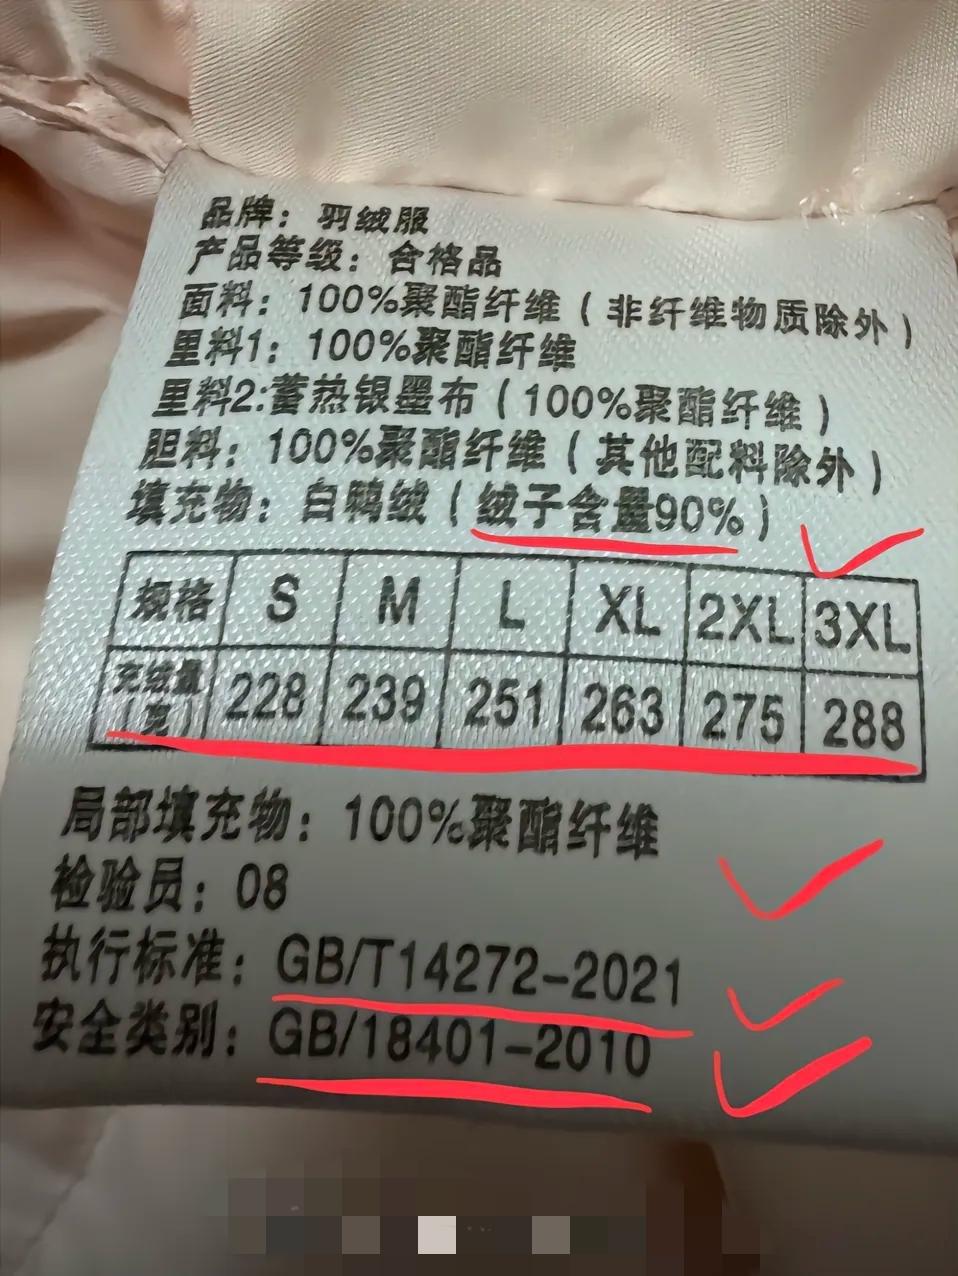 品牌：羽绒服
产品等级：合格品
面料：100%聚酯纤维（非纤维物质除外）
里料1：100%聚酯纤维
里料2:蓄热银墨布（100%聚酯纤维）
胆料：100%聚酯纤维（其他配料除外）
填充物：白鸭绒（绒子含量90%）
规格 S M L XL 2XL 3XL
充绒量（克） 228 239 251 263 275 288
局部填充物：100%聚酯纤维
检验员：08
执行标准：GB/T14272-2021
安全类别：GB/18401-2010